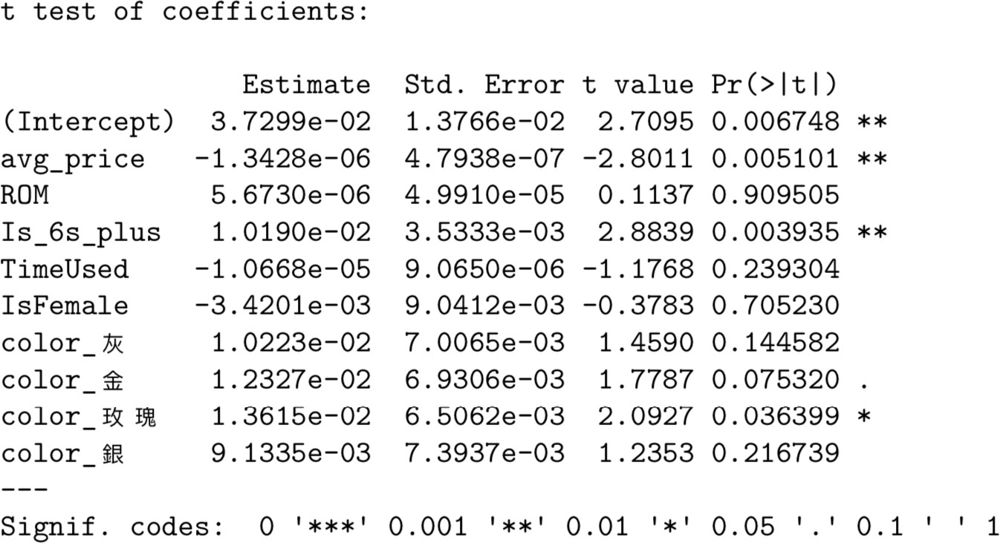 t test of coefficients:
Estimate Std. Error t value Pr(>|t|)
(Intercept) 3.7299e-02 1.3766e-02 2.7095 0.006748 **
avg_price -1.3428e-06 4.7938e-07 -2.8011 0.005101 **
ROM 5.6730e-06 4.9910e-05 0.1137 0.909505
Is_6s_plus 1.0190e-02 3.5333e-03 2.8839 0.003935 **
TimeUsed -1.0668e-05 9.0650e-06 -1.1768 0.239304
IsFemale -3.4201e-03 9.0412e-03 -0.3783 0.705230
color_灰 1.0223e-02 7.0065e-03 1.4590 0.144582
color_金 1.2327e-02 6.9306e-03 1.7787 0.075320 .
color_玫瑰 1.3615e-02 6.5062e-03 2.0927 0.036399 *
color_銀 9.1335e-03 7.3937e-03 1.2353 0.216739
---
Signif. codes: 0 '***' 0.001 '**' 0.01 '*' 0.05 '.' 0.1 ' ' 1